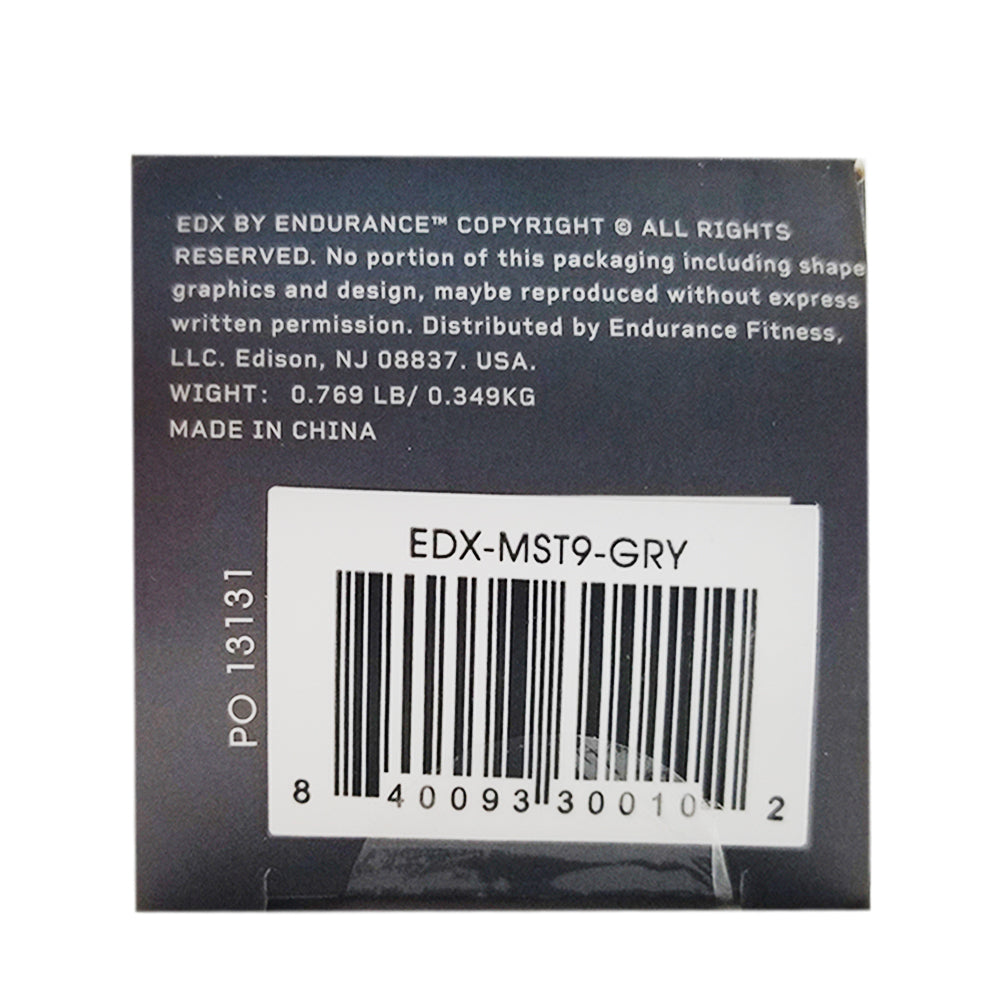 EDX BY ENDURANCE™ COPYRIGHT © ALL RIGHTS
RESERVED. No portion of this packaging including shape
graphics and design, maybe reproduced without express
written permission. Distributed by Endurance Fitness,
LLC. Edison, NJ 08837. USA.
WIGHT: 0.769 LB/ 0.349KG
MADE IN CHINA
EDX-MST9-GRY
PO 13131
8 40093 30010 2